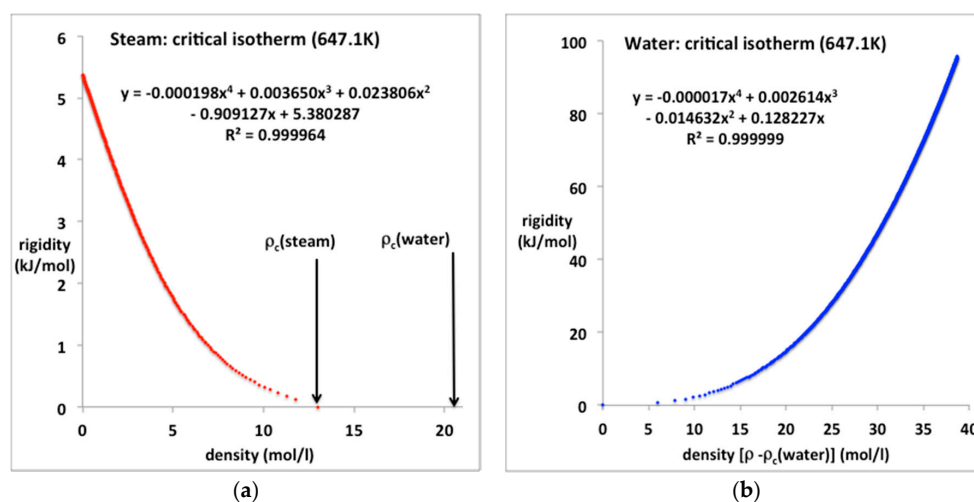 Steam: critical isotherm (647.1K)
y = -0.000198x⁴ + 0.003650x³ + 0.023806x²
- 0.909127x + 5.380287
R² = 0.999964
6
5
4
3
2
1
0
rigidity
(kJ/mol)
ρc(steam)
ρc(water)
0 5 10 15 20
density (mol/l)
(a)
Water: critical isotherm (647.1K)
y = -0.000017x⁴ + 0.002614x³
- 0.014632x² + 0.128227x
R² = 0.999999
100
80
60
40
20
0
rigidity
(kJ/mol)
0 5 10 15 20 25 30 35 40
density [ρ -ρc(water)] (mol/l)
(b)